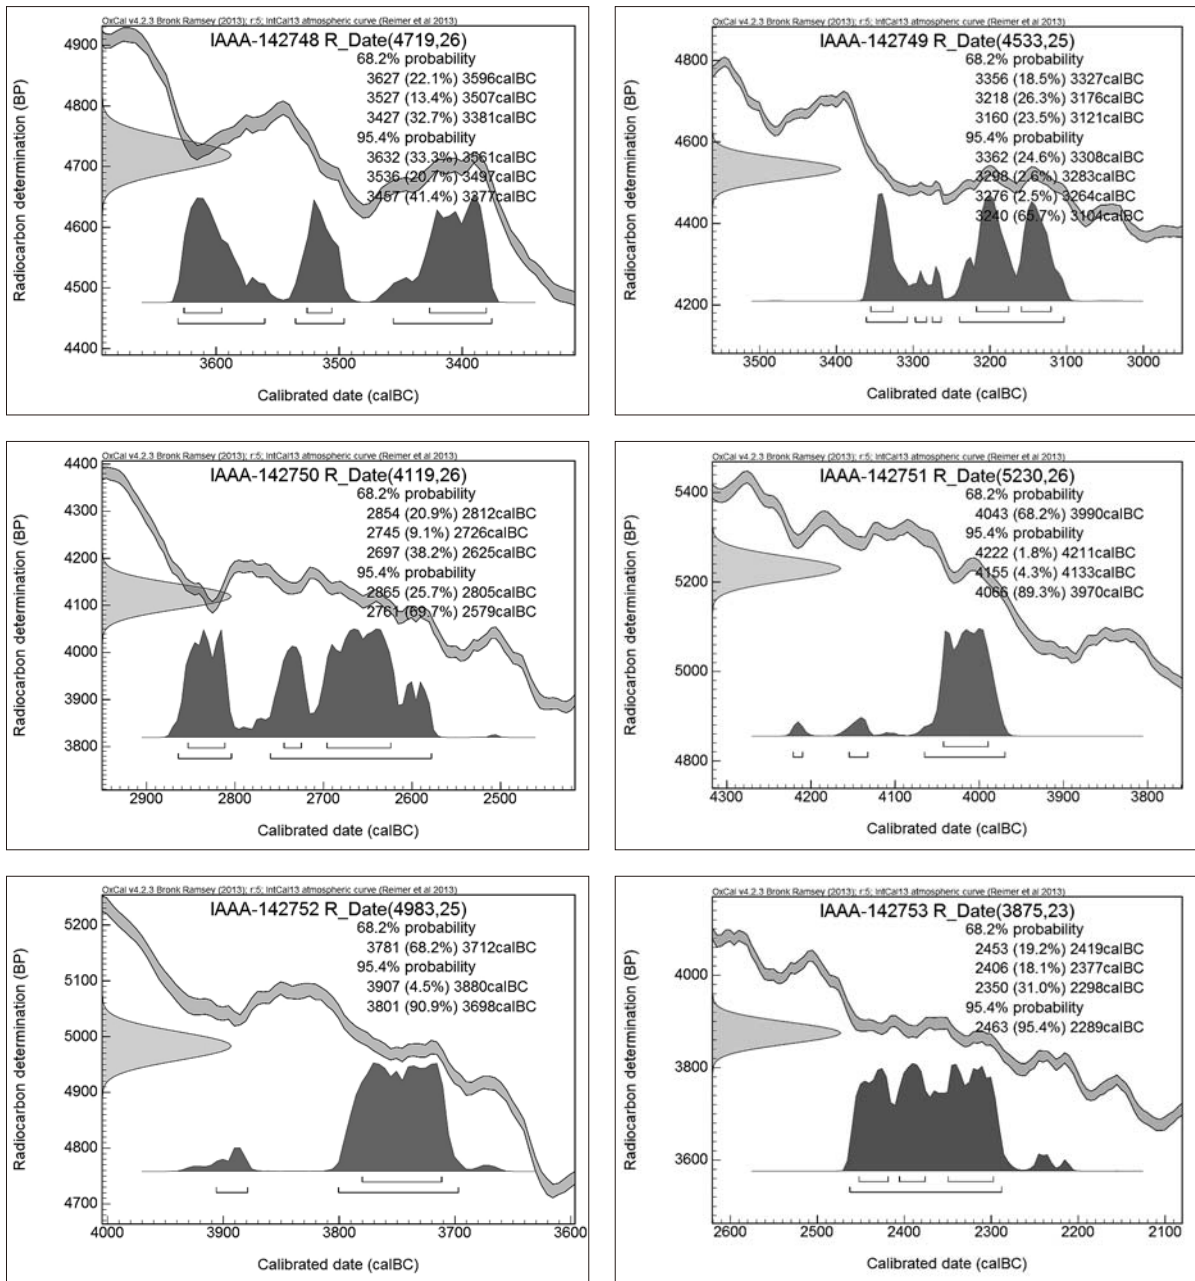 OxCal v4.2.3 Bronk Ramsey (2013); r:5; IntCal13 atmospheric curve (Reimer et al 2013)
IAAA-142748 R_Date(4719,26)
68.2% probability
3627 (22.1%) 3596calBC
3527 (13.4%) 3507calBC
3427 (32.7%) 3381calBC
95.4% probability
3632 (33.3%) 3561calBC
3536 (20.7%) 3497calBC
3457 (41.4%) 3377calBC
Radiocarbon determination (BP)
4900
4800
4700
4600
4500
4400
3600
3500
3400
Calibrated date (calBC)
OxCal v4.2.3 Bronk Ramsey (2013); r:5; IntCal13 atmospheric curve (Reimer et al 2013)
IAAA-142749 R_Date(4533,25)
68.2% probability
3356 (18.5%) 3327calBC
3218 (26.3%) 3176calBC
3160 (23.5%) 3121calBC
95.4% probability
3362 (24.6%) 3308calBC
3298 (2.6%) 3283calBC
3276 (2.5%) 3264calBC
3240 (65.7%) 3104calBC
Radiocarbon determination (BP)
4800
4600
4400
4200
3500
3400
3300
3200
3100
3000
Calibrated date (calBC)
OxCal v4.2.3 Bronk Ramsey (2013); r:5; IntCal13 atmospheric curve (Reimer et al 2013)
IAAA-142750 R_Date(4119,26)
68.2% probability
2854 (20.9%) 2812calBC
2745 (9.1%) 2726calBC
2697 (38.2%) 2625calBC
95.4% probability
2865 (25.7%) 2805calBC
2761 (69.7%) 2579calBC
Radiocarbon determination (BP)
4400
4300
4200
4100
4000
3900
3800
2900
2800
2700
2600
2500
Calibrated date (calBC)
OxCal v4.2.3 Bronk Ramsey (2013); r:5; IntCal13 atmospheric curve (Reimer et al 2013)
IAAA-142751 R_Date(5230,26)
68.2% probability
4043 (68.2%) 3990calBC
95.4% probability
4222 (1.8%) 4211calBC
4155 (4.3%) 4133calBC
4066 (89.3%) 3970calBC
Radiocarbon determination (BP)
5400
5200
5000
4800
4300
4200
4100
4000
3900
3800
Calibrated date (calBC)
OxCal v4.2.3 Bronk Ramsey (2013); r:5; IntCal13 atmospheric curve (Reimer et al 2013)
IAAA-142752 R_Date(4983,25)
68.2% probability
3781 (68.2%) 3712calBC
95.4% probability
3907 (4.5%) 3880calBC
3801 (90.9%) 3698calBC
Radiocarbon determination (BP)
5200
5100
5000
4900
4800
4700
4000
3900
3800
3700
3600
Calibrated date (calBC)
OxCal v4.2.3 Bronk Ramsey (2013); r:5; IntCal13 atmospheric curve (Reimer et al 2013)
IAAA-142753 R_Date(3875,23)
68.2% probability
2453 (19.2%) 2419calBC
2406 (18.1%) 2377calBC
2350 (31.0%) 2298calBC
95.4% probability
2463 (95.4%) 2289calBC
Radiocarbon determination (BP)
4000
3800
3600
2600
2500
2400
2300
2200
2100
Calibrated date (calBC)